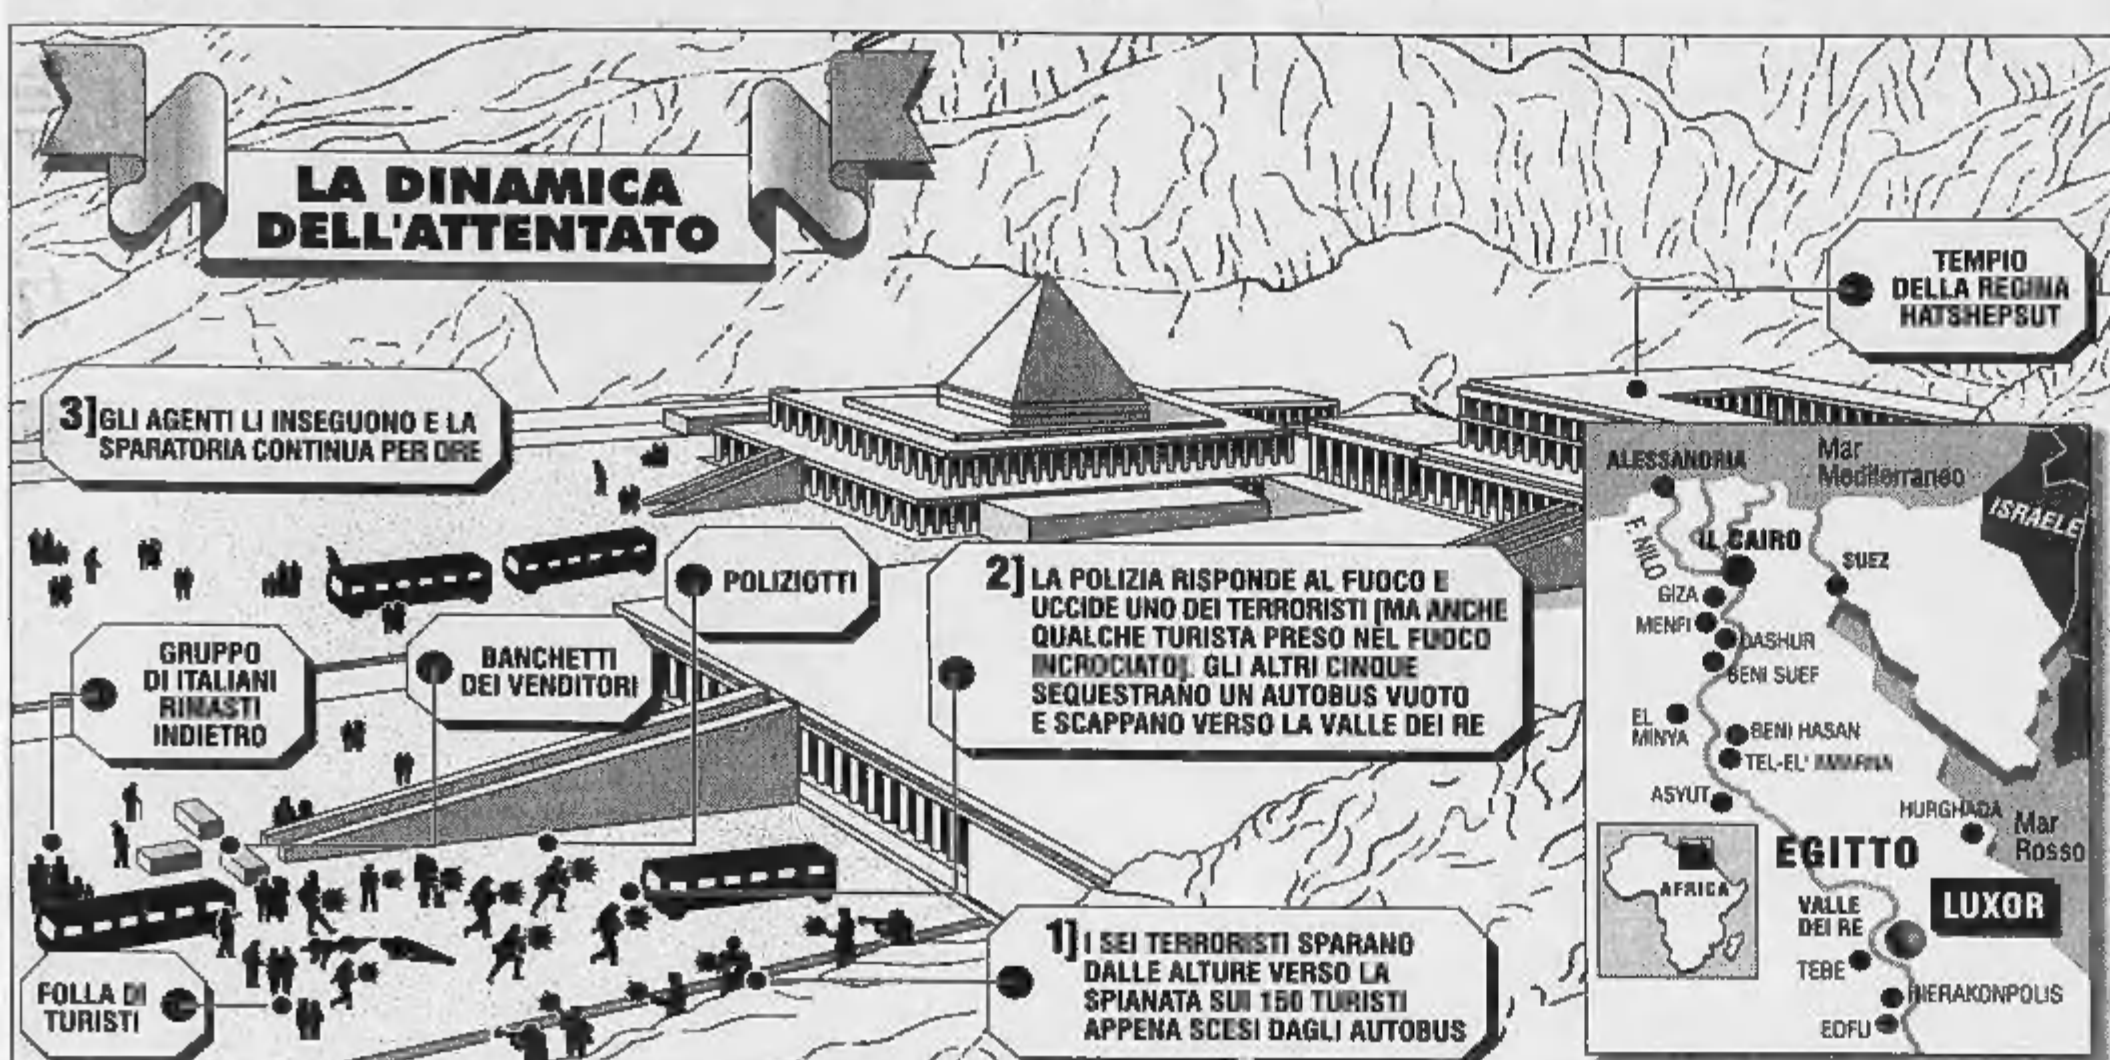 LA DINAMICA
DELL'ATTENTATO
TEMPIO
DELLA REGINA
HATSHEPSUT
3] GLI AGENTI LI INSEGUONO E LA
SPARATORIA CONTINUA PER ORE
POLIZIOTTI
2] LA POLIZIA RISPONDE AL FUOCO E
UCCIDE UNO DEI TERRORISTI [MA ANCHE
QUALCHE TURISTA PRESO NEL FUOCO
INCROCIATO]. GLI ALTRI CINQUE
SEQUESTRANO UN AUTOBUS VUOTO
E SCAPPANO VERSO LA VALLE DEI RE
GRUPPO
DI ITALIANI
RIMASTI
INDIETRO
BANCHETTI
DEI VENDITORI
FOLLA DI
TURISTI
1] I SEI TERRORISTI SPARANO
DALLE ALTURE VERSO LA
SPIANATA SUI 150 TURISTI
APPENA SCESI DAGLI AUTOBUS
ALESSANDRIA
Mar
Mediterraneo
ISRAELE
F. NILO
IL CAIRO
SUEZ
GIZA
MENFI
DASHUR
BENI SUEF
EL
MINYA
BENI HASAN
TEL-EL' AMARNA
ASYUT
HURGHADA
Mar
Rosso
EGITTO
AFRICA
VALLE
DEI RE
LUXOR
TEBE
HIERAKONPOLIS
EDFU